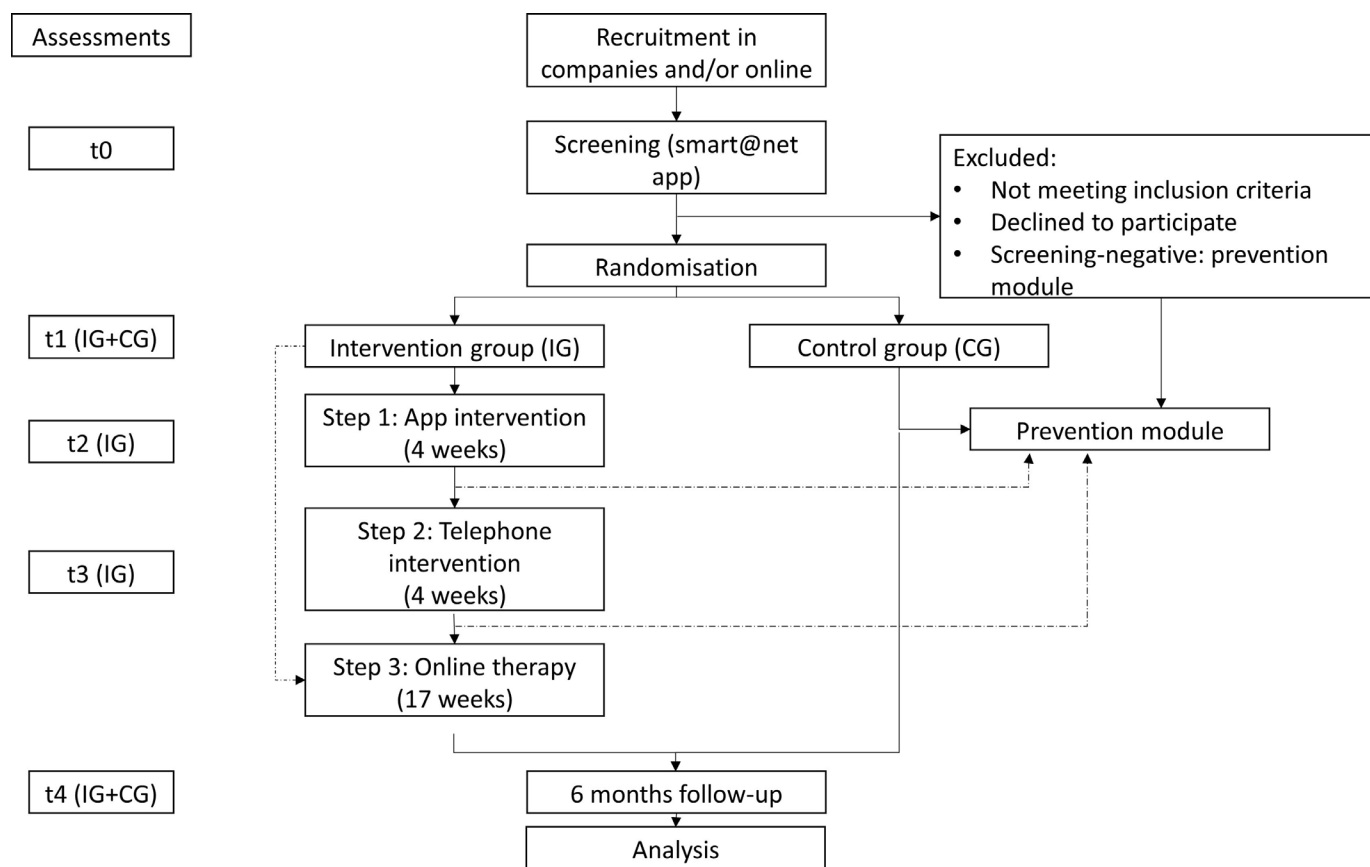 Assessments
Recruitment in
companies and/or online
t0
Screening (smart@net
app)
Excluded:
• Not meeting inclusion criteria
• Declined to participate
• Screening-negative: prevention
module
Randomisation
t1 (IG+CG)
Intervention group (IG)
Control group (CG)
t2 (IG)
Step 1: App intervention
(4 weeks)
Prevention module
t3 (IG)
Step 2: Telephone
intervention
(4 weeks)
Step 3: Online therapy
(17 weeks)
t4 (IG+CG)
6 months follow-up
Analysis